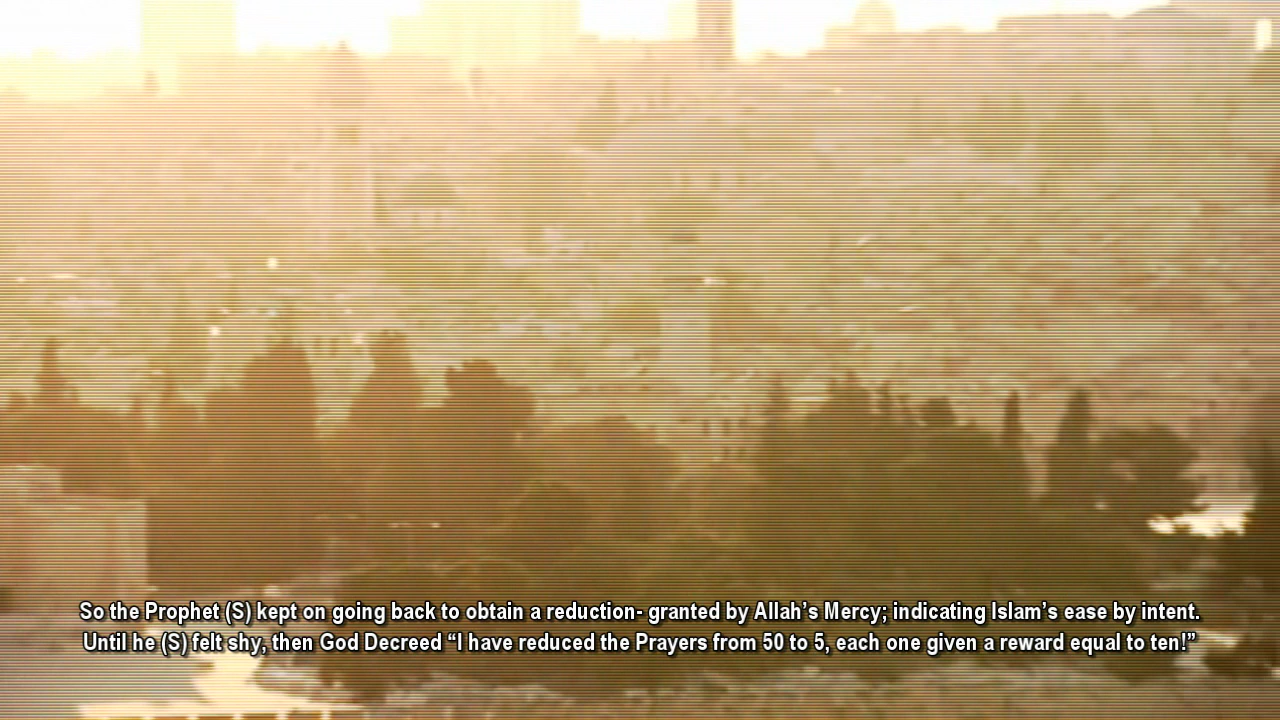 So the Prophet (S) kept on going back to obtain a reduction- granted by Allah’s Mercy; indicating Islam’s ease by intent.
Until he (S) felt shy, then God Decreed “I have reduced the Prayers from 50 to 5, each one given a reward equal to ten!”